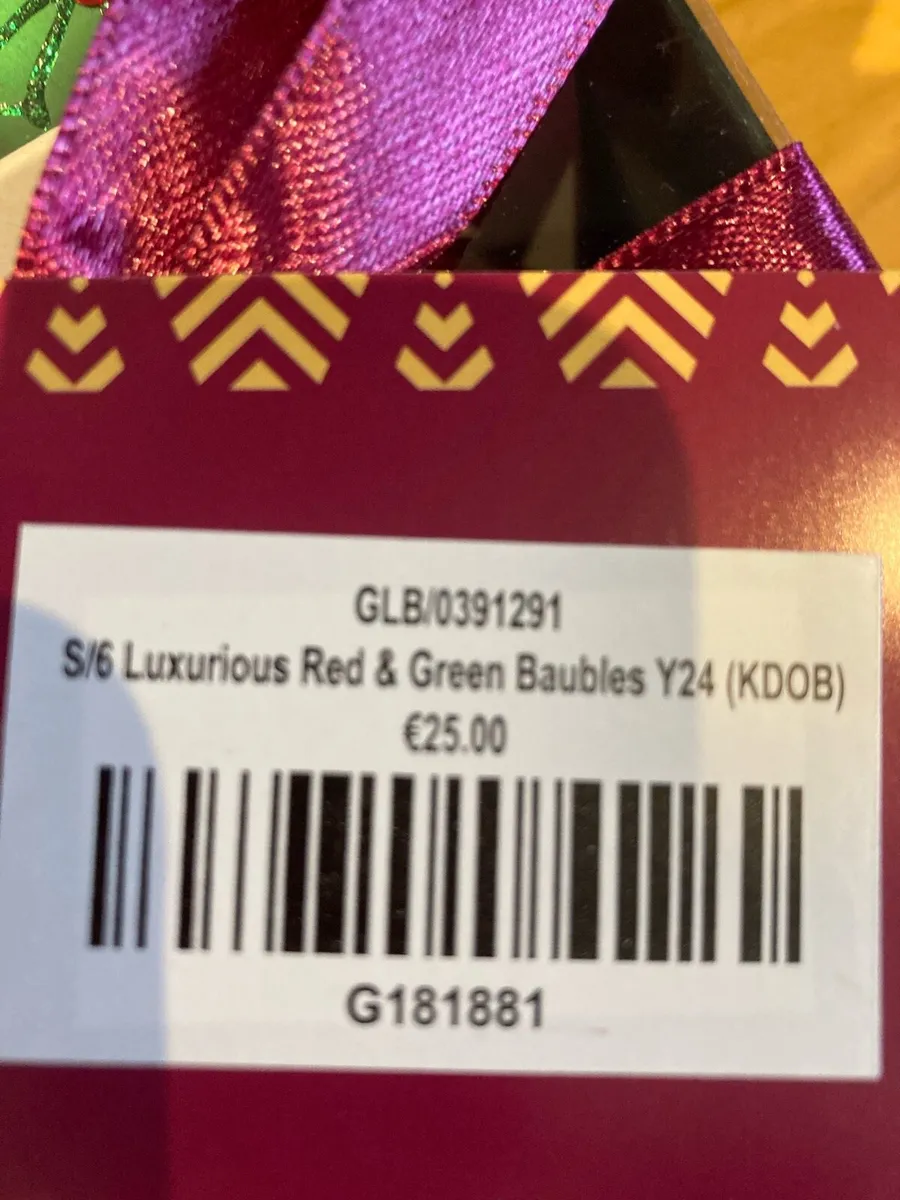 GLB/0391291
S/6 Luxurious Red & Green Baubles Y24 (KDOB)
€25.00
G181881